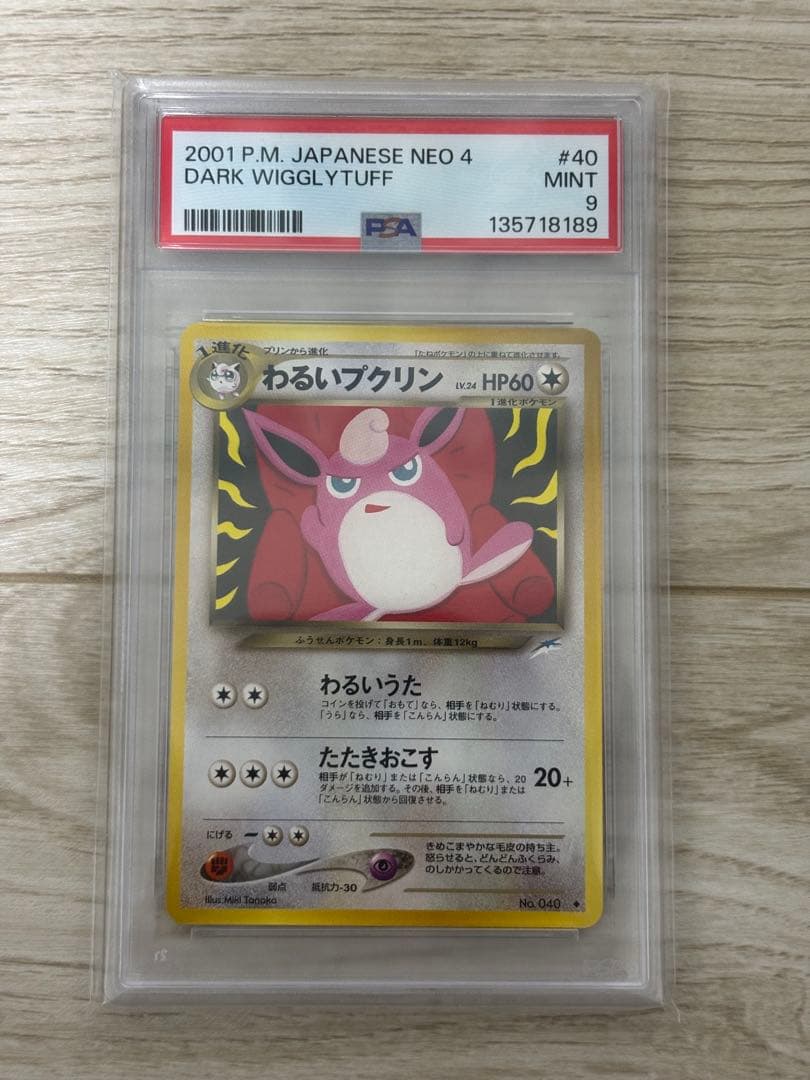 2001 P.M. JAPANESE NEO 4 #40
DARK WIGGLYTUFF MINT
9
PSA 135718189
1進化 プリンから進化 「たねポケモン」の上に重ねて進化させます。
わるいプクリン LV.24 HP60
1進化ポケモン
ふうせんポケモン：身長1m、体重12kg
わるいうた
コインを投げて「おもて」なら、相手を「ねむり」状態にする。
「うら」なら、相手を「こんらん」状態にする。
たたきおこす
相手が「ねむり」または「こんらん」状態なら、20
ダメージを追加する。その後、相手を「ねむり」または
「こんらん」状態から回復させる。
20+
にげる
弱点 抵抗力-30
きめこまやかな毛皮の持ち主。
怒らせると、どんどんふくらみ、
のしかかってくるので注意。
Illus. Miki Tanaka No. 040